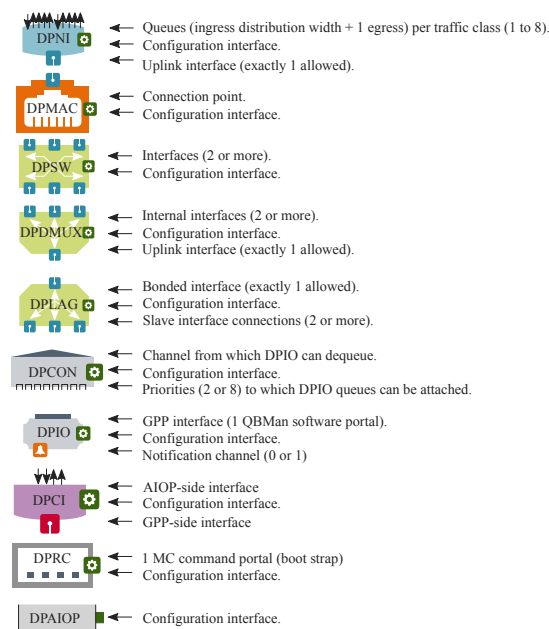 Queues (ingress distribution width + 1 egress) per traffic class (1 to 8).
DPNI
Configuration interface.
Uplink interface (exactly 1 allowed).
Connection point.
DPMAC
Configuration interface.
Interfaces (2 or more).
DPSW
Configuration interface.
Internal interfaces (2 or more).
DPDMUX
Configuration interface.
Uplink interface (exactly 1 allowed).
Bonded interface (exactly 1 allowed).
DPLAG
Configuration interface.
Slave interface connections (2 or more).
Channel from which DPIO can dequeue.
DPCON
Configuration interface.
Priorities (2 or 8) to which DPIO queues can be attached.
GPP interface (1 QBMan software portal).
DPIO
Configuration interface.
Notification channel (0 or 1)
AIOP-side interface
DPCI
Configuration interface.
GPP-side interface
1 MC command portal (boot strap)
DPRC
Configuration interface.
DPAIOP
Configuration interface.